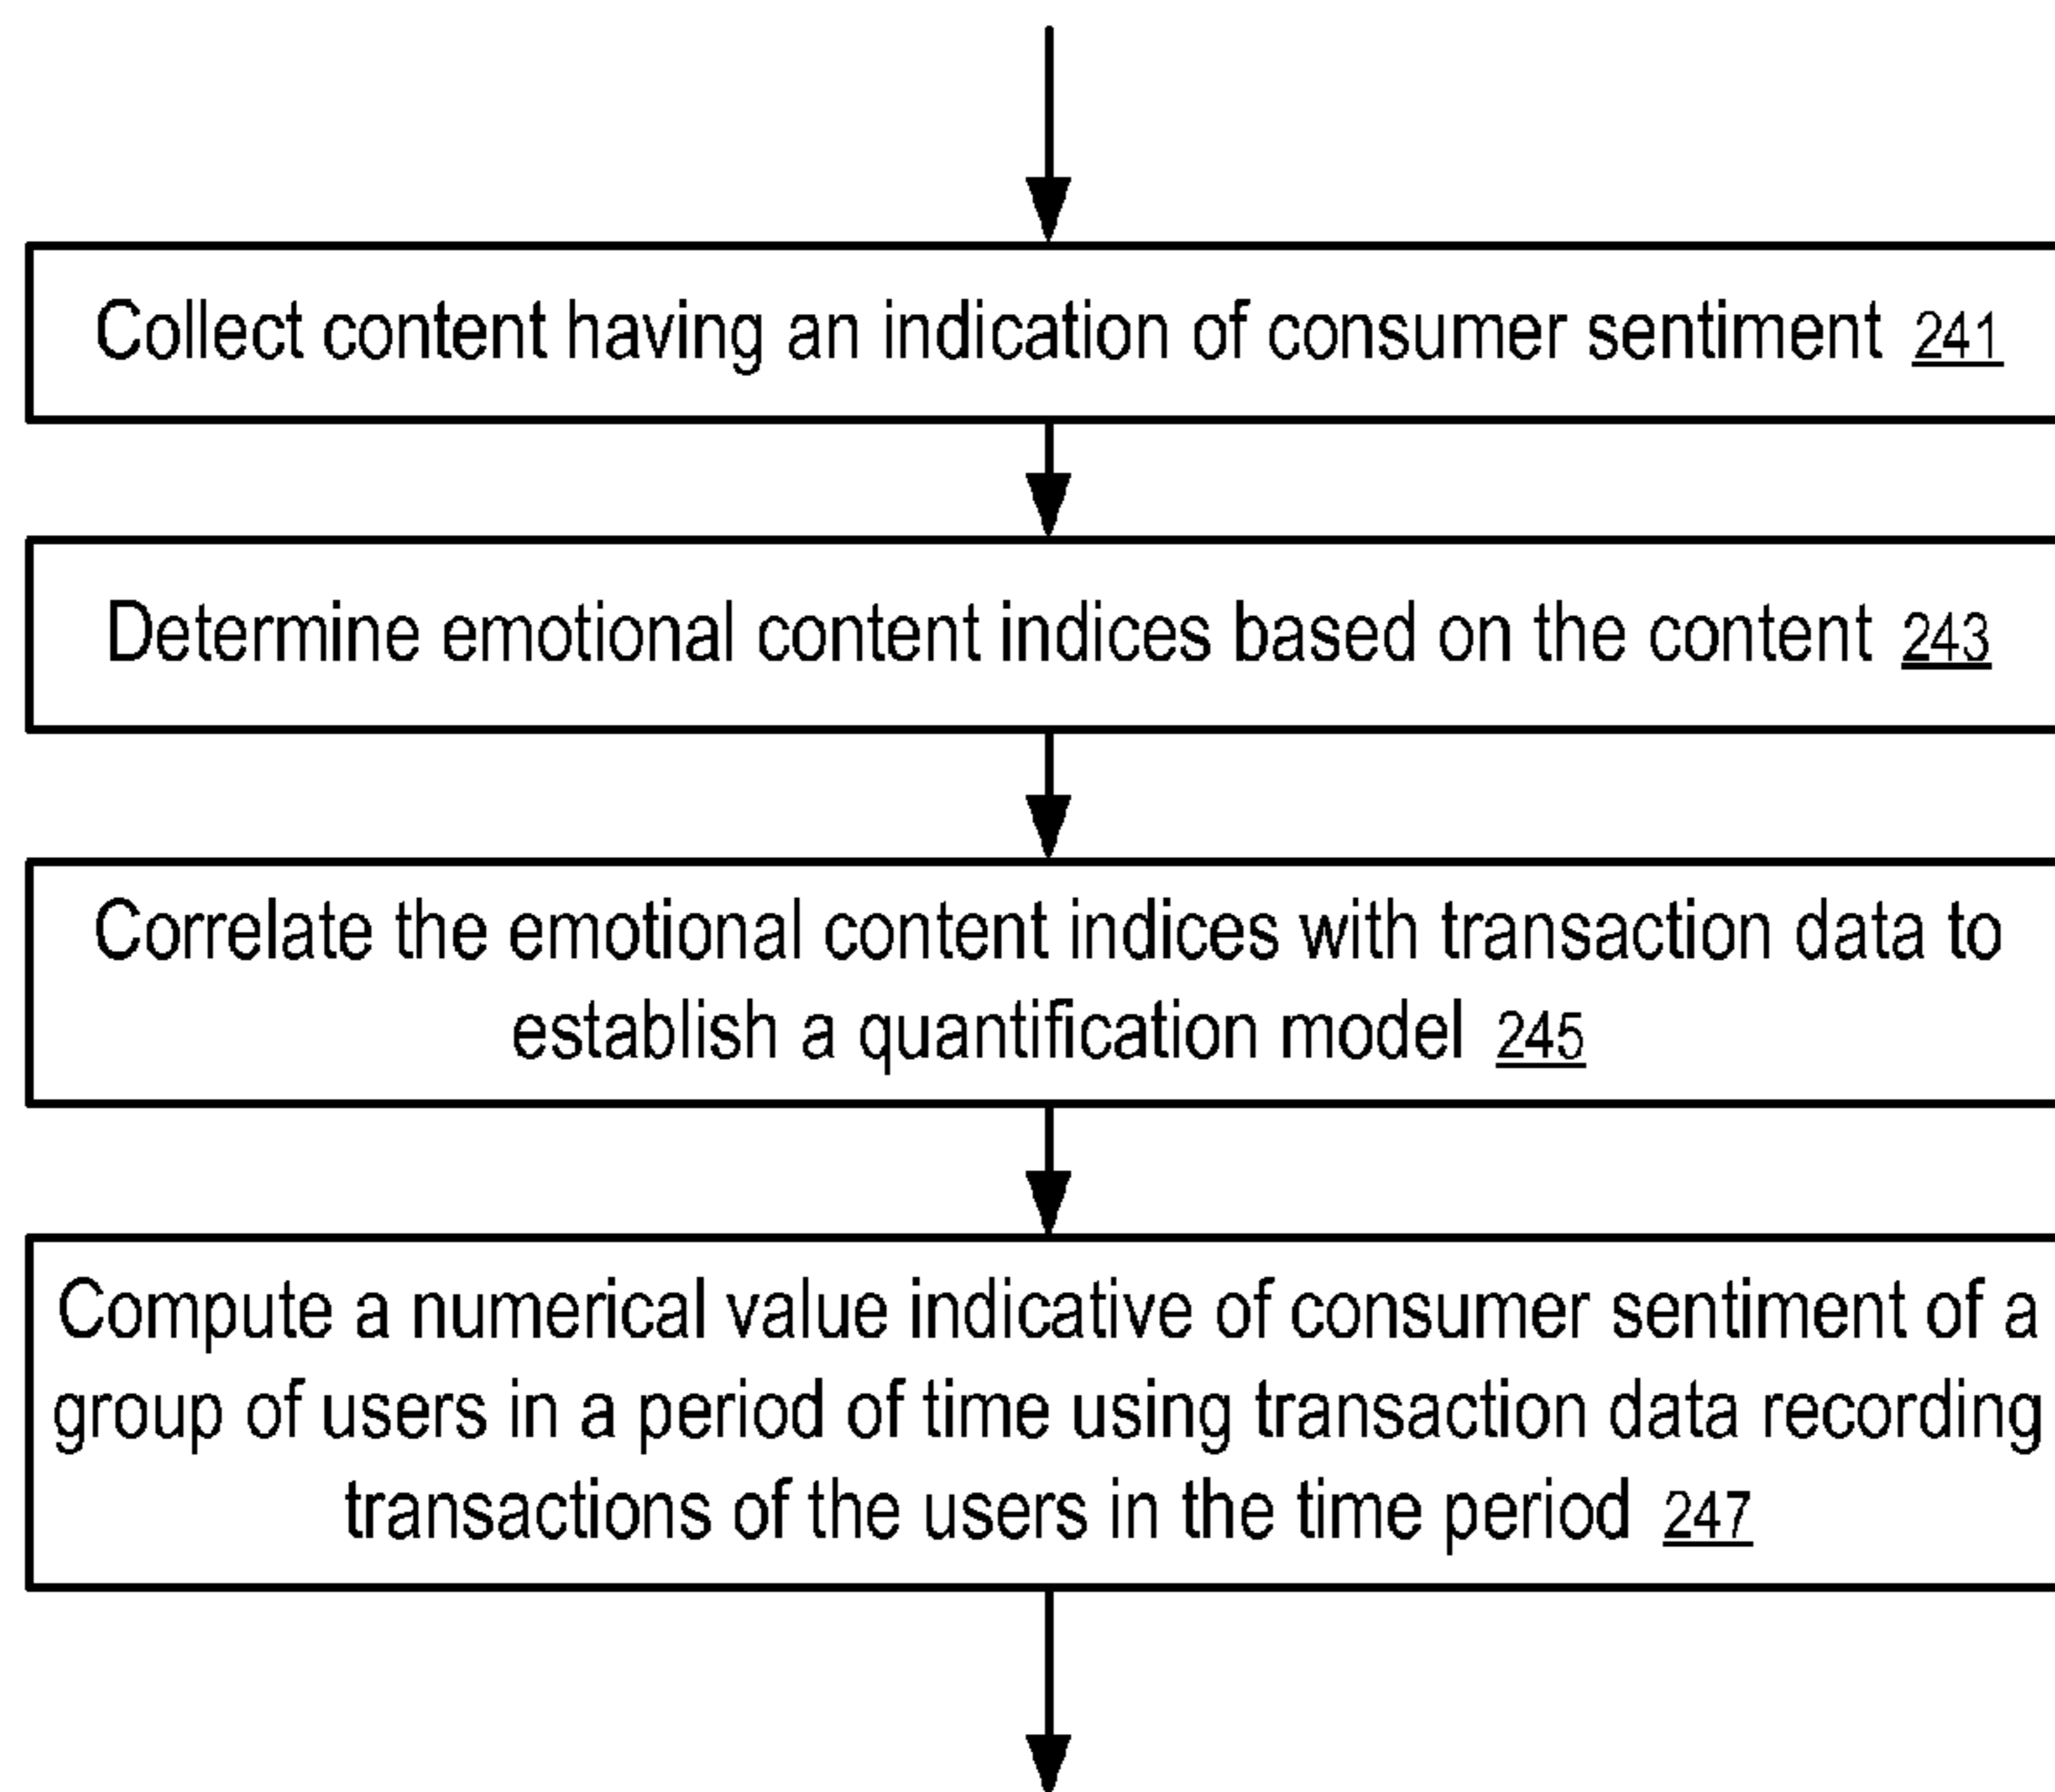 Collect content having an indication of consumer sentiment 241
Determine emotional content indices based on the content 243
Correlate the emotional content indices with transaction data to
establish a quantification model 245
Compute a numerical value indicative of consumer sentiment of a
group of users in a period of time using transaction data recording
transactions of the users in the time period 247